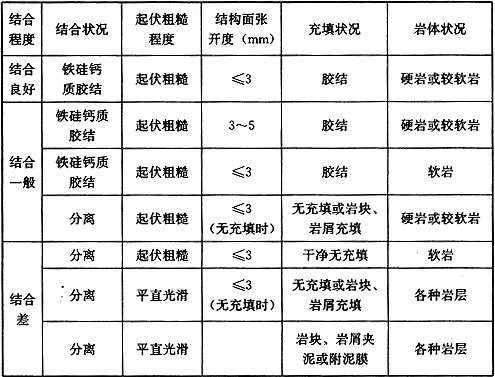 结合程度 结合状况 起伏粗糙程度 结构面张开度（mm） 充填状况 岩体状况
结合良好 铁硅钙质胶结 起伏粗糙 ≤3 胶结 硬岩或较软岩
结合一般 铁硅钙质胶结 起伏粗糙 3～5 胶结 硬岩或较软岩
铁硅钙质胶结 起伏粗糙 ≤3 胶结 软岩
分离 起伏粗糙 ≤3（无充填时） 无充填或岩块、岩屑充填 硬岩或较软岩
结合差 分离 起伏粗糙 ≤3 干净无充填 软岩
分离 平直光滑 ≤3（无充填时） 无充填或岩块、岩屑充填 各种岩层
分离 平直光滑 岩块、岩屑夹泥或附泥膜 各种岩层